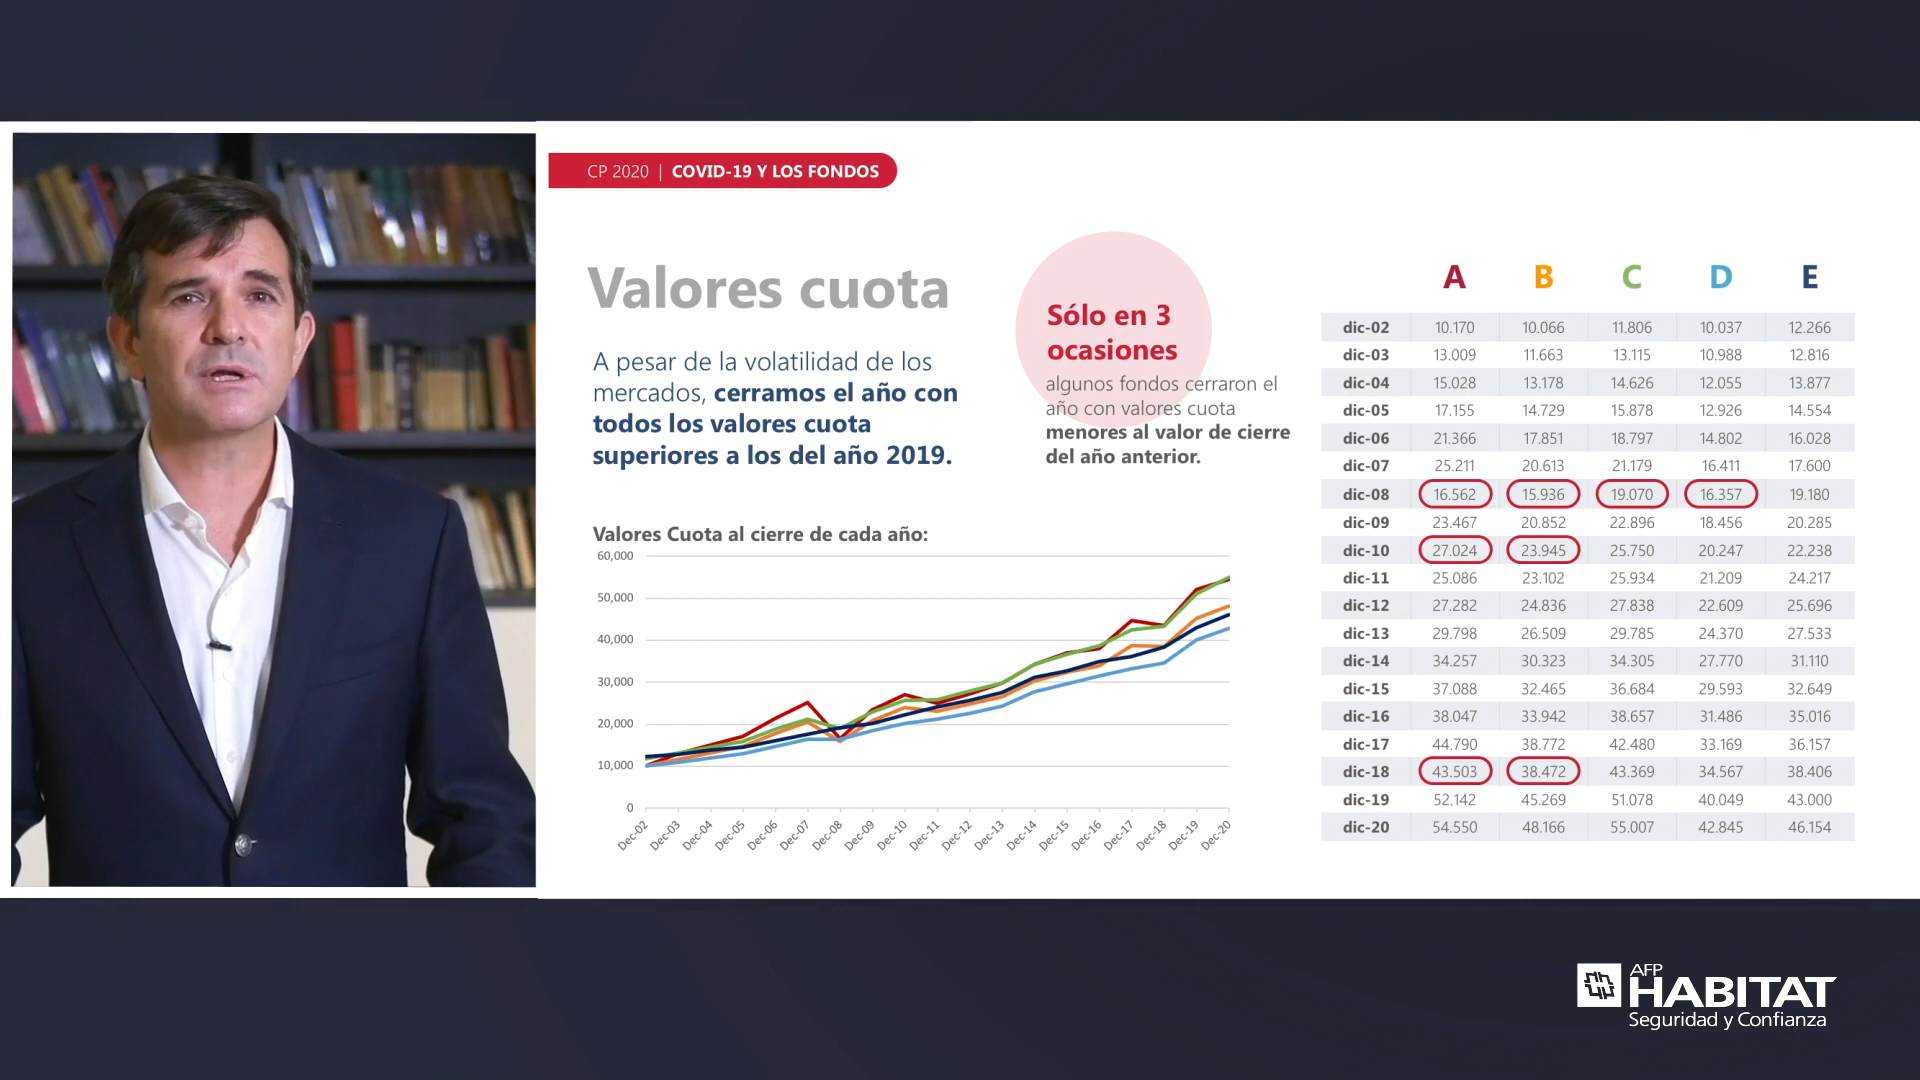 CP 2020 | COVID-19 Y LOS FONDOS
Valores cuota
A pesar de la volatilidad de los
mercados, cerramos el año con
todos los valores cuota
superiores a los del año 2019.
Sólo en 3
ocasiones
algunos fondos cerraron el
año con valores cuota
menores al valor de cierre
del año anterior.
Valores Cuota al cierre de cada año:
60,000
50,000
40,000
30,000
20,000
10,000
0
Dec-02 Dec-03 Dec-04 Dec-05 Dec-06 Dec-07 Dec-08 Dec-09 Dec-10 Dec-11 Dec-12 Dec-13 Dec-14 Dec-15 Dec-16 Dec-17 Dec-18 Dec-19 Dec-20
A B C D E
dic-02 10.170 10.066 11.806 10.037 12.266
dic-03 13.009 11.663 13.115 10.988 12.816
dic-04 15.028 13.178 14.626 12.055 13.877
dic-05 17.155 14.729 15.878 12.926 14.554
dic-06 21.366 17.851 18.797 14.802 16.028
dic-07 25.211 20.613 21.179 16.411 17.600
dic-08 16.562 15.936 19.070 16.357 19.180
dic-09 23.467 20.852 22.896 18.456 20.285
dic-10 27.024 23.945 25.750 20.247 22.238
dic-11 25.086 23.102 25.934 21.209 24.217
dic-12 27.282 24.836 27.838 22.609 25.696
dic-13 29.798 26.509 29.785 24.370 27.533
dic-14 34.257 30.323 34.305 27.770 31.110
dic-15 37.088 32.465 36.684 29.593 32.649
dic-16 38.047 33.942 38.657 31.486 35.016
dic-17 44.790 38.772 42.480 33.169 36.157
dic-18 43.503 38.472 43.369 34.567 38.406
dic-19 52.142 45.269 51.078 40.049 43.000
dic-20 54.550 48.166 55.007 42.845 46.154
AFP
HABITAT
Seguridad y Confianza